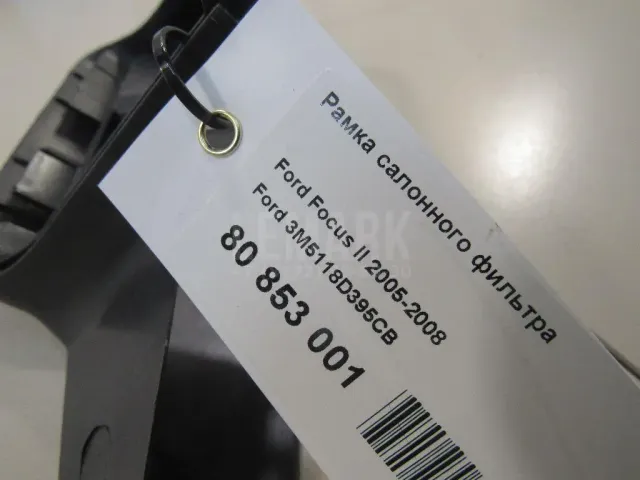 Рамка салонного фильтра
Ford Focus II 2005-2008
Ford 3M5118D395CB
80 853 001